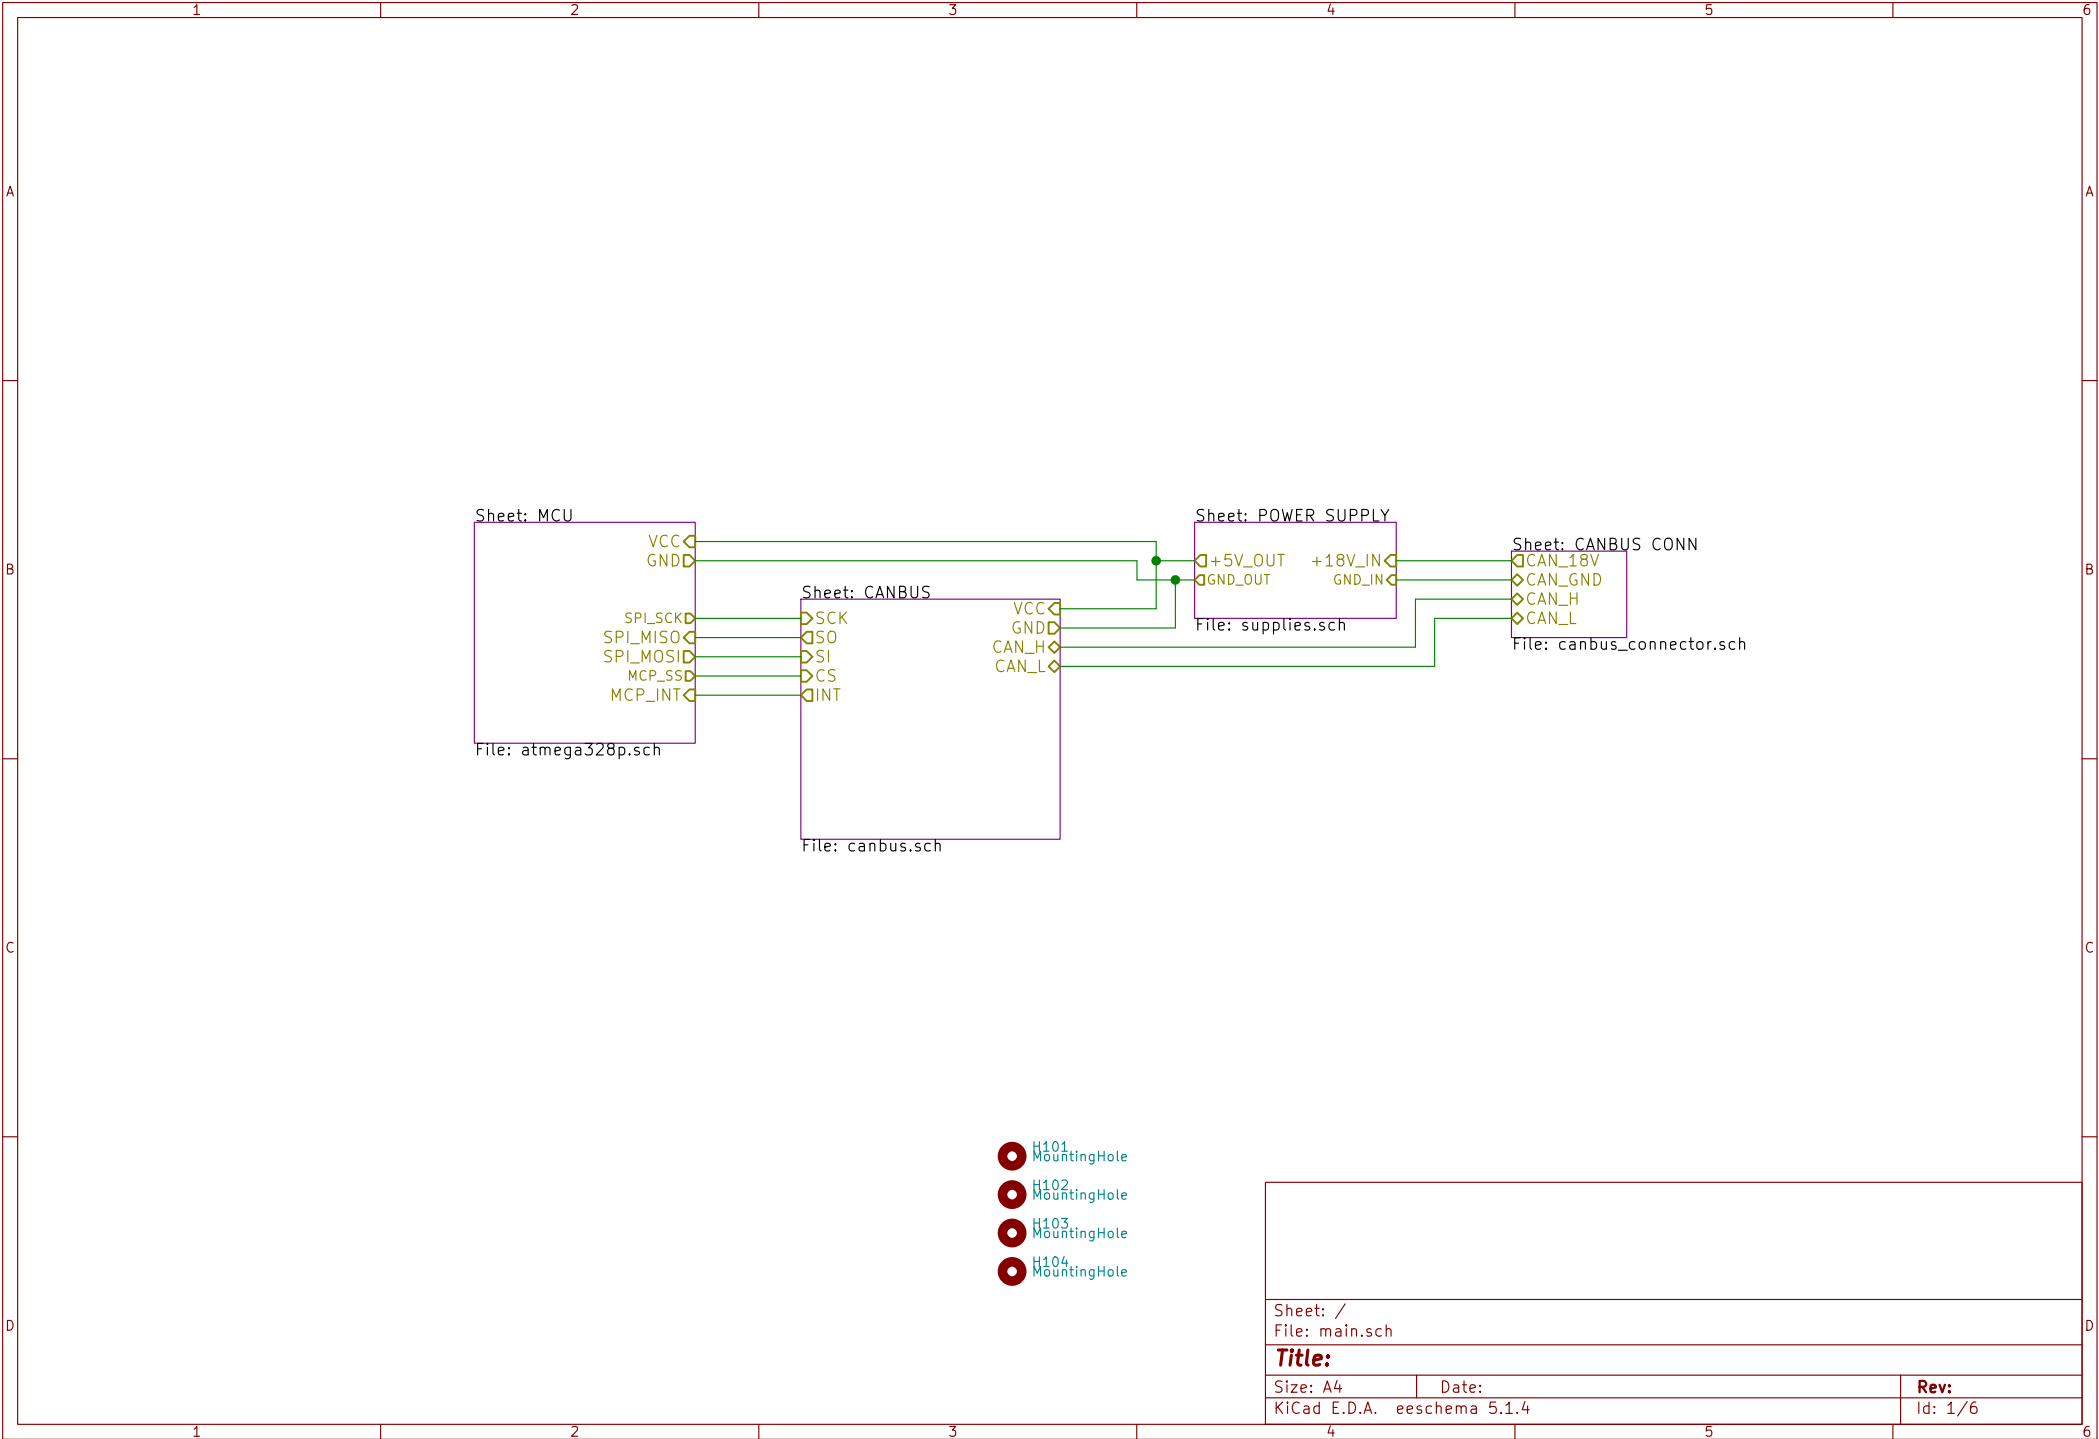 1 2 3 4 5 6
A A
B B
C C
D D
Sheet: MCU
VCC
GND
SPI_SCK
SPI_MISO
SPI_MOSI
MCP_SS
MCP_INT
File: atmega328p.sch
Sheet: CANBUS
SCK
SO
SI
CS
INT
VCC
GND
CAN_H
CAN_L
File: canbus.sch
Sheet: POWER SUPPLY
+5V_OUT
GND_OUT
+18V_IN
GND_IN
File: supplies.sch
Sheet: CANBUS CONN
CAN_18V
CAN_GND
CAN_H
CAN_L
File: canbus_connector.sch
H101
MountingHole
H102
MountingHole
H103
MountingHole
H104
MountingHole
Sheet: /
File: main.sch
Title:
Size: A4 Date: Rev:
KiCad E.D.A. eeschema 5.1.4 Id: 1/6
1 2 3 4 5 6